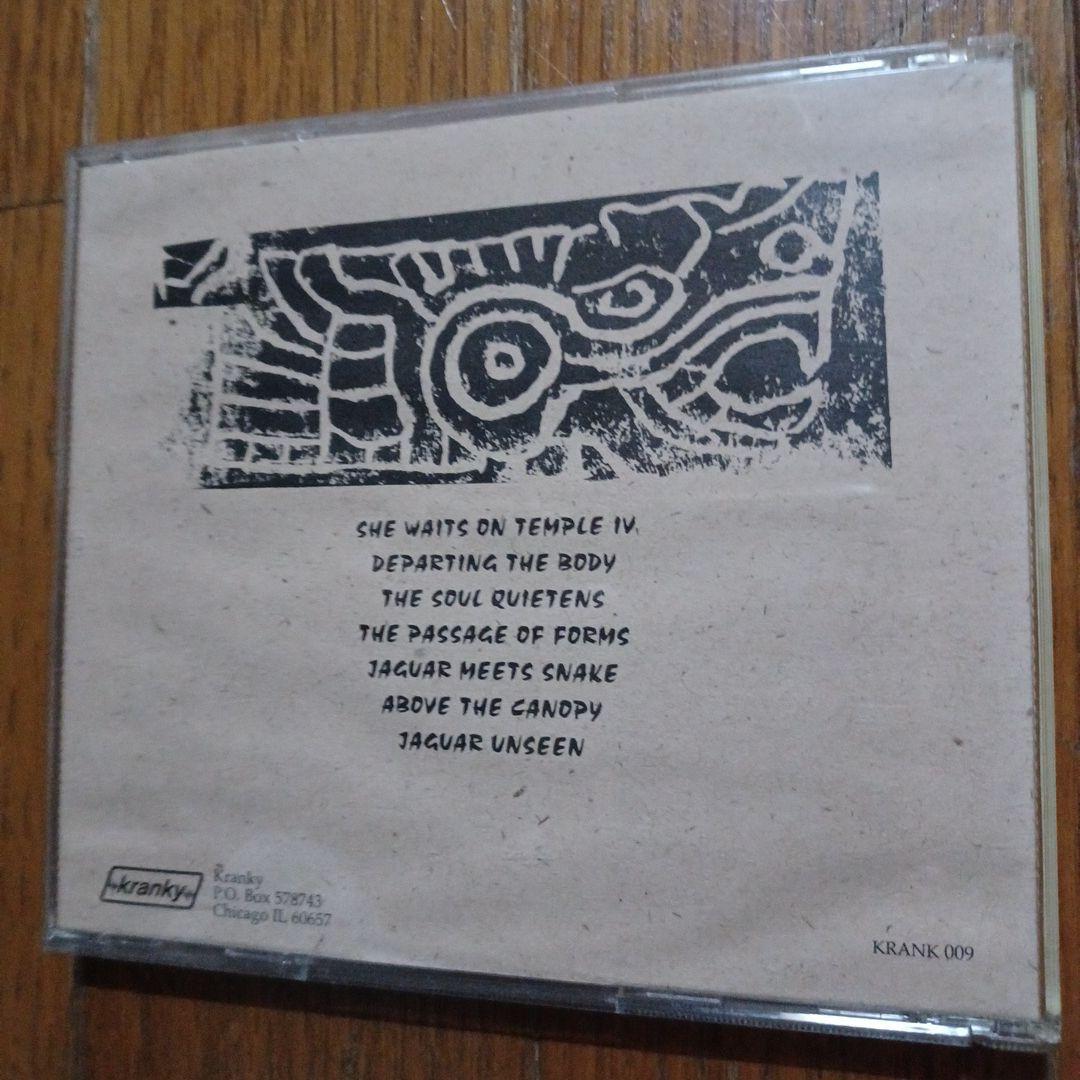 SHE WAITS ON TEMPLE IV.
DEPARTING THE BODY
THE SOUL QUIETENS
THE PASSAGE OF FORMS
JAGUAR MEETS SNAKE
ABOVE THE CANOPY
JAGUAR UNSEEN
kranky
Kranky
P.O. Box 578743
Chicago IL 60657
KRANK 009